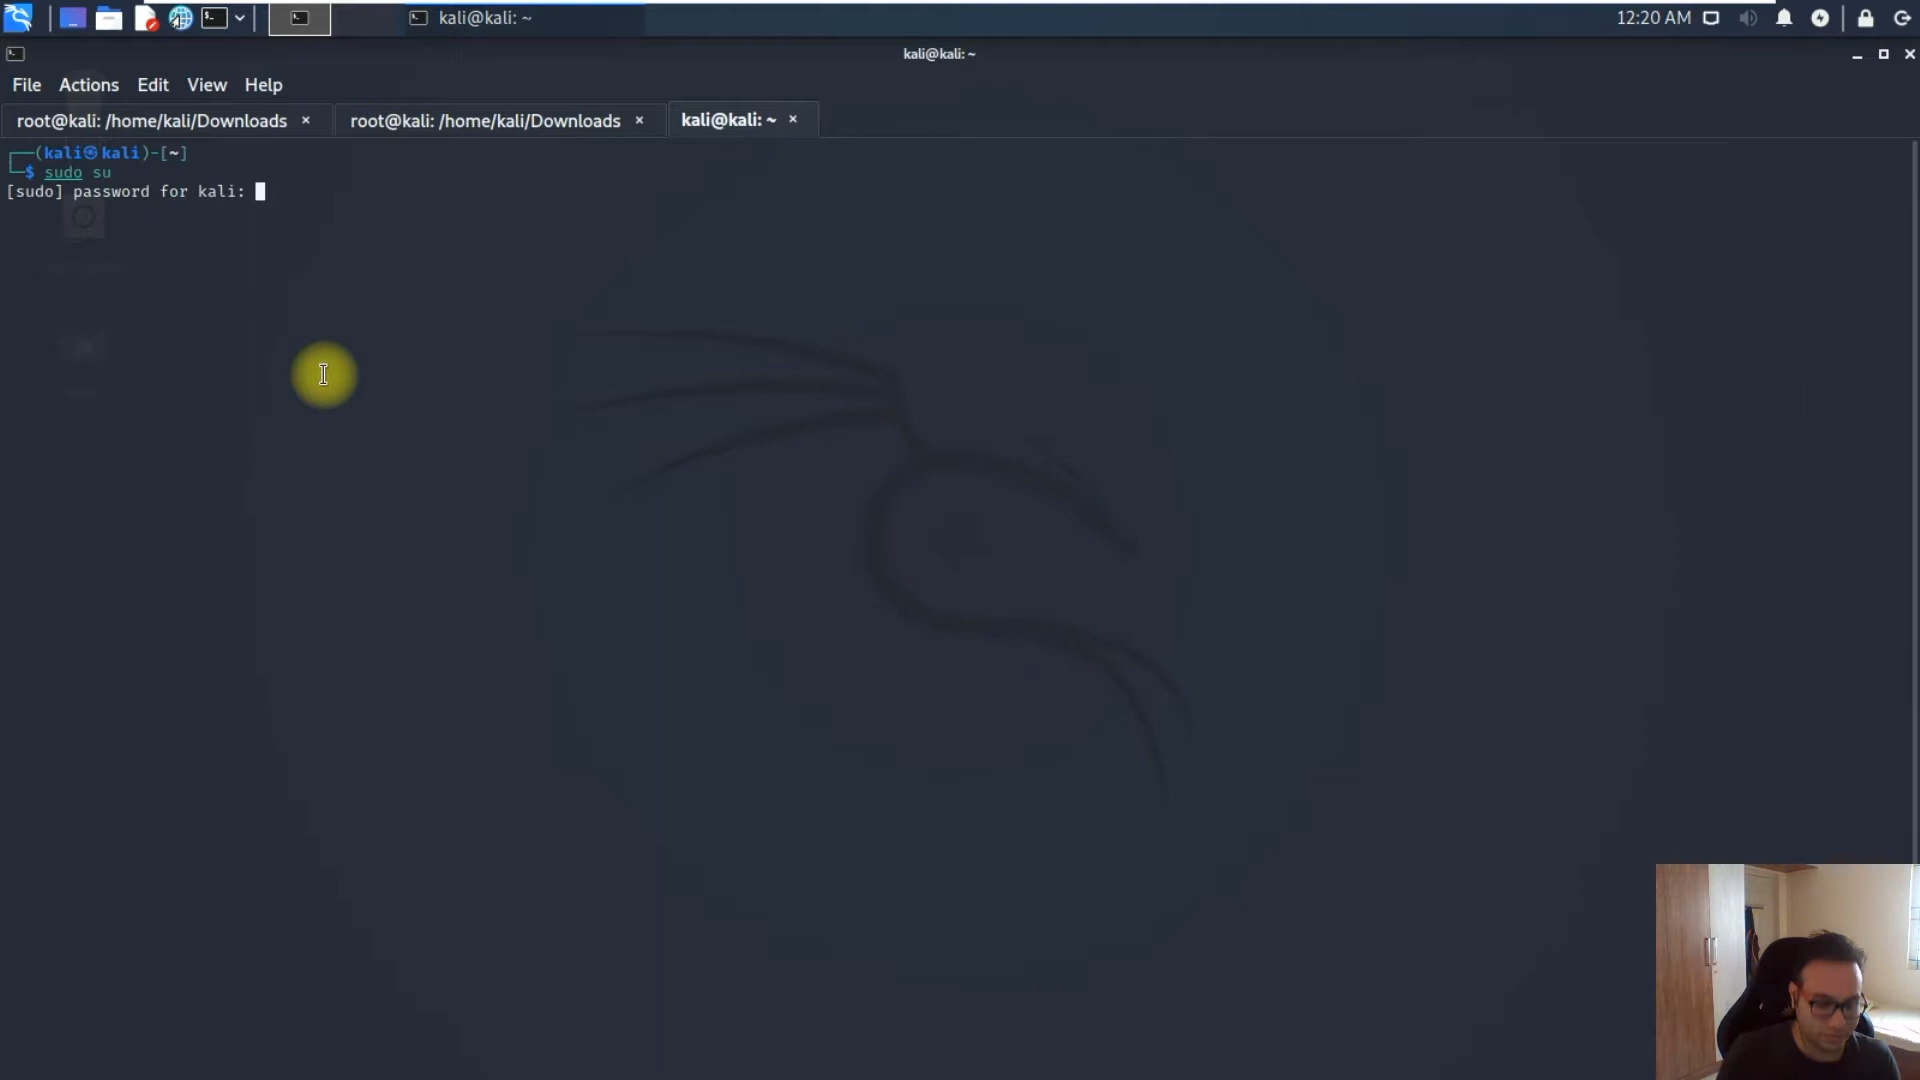 kali@kali: ~
12:20 AM
kali@kali: ~
File Actions Edit View Help
root@kali: /home/kali/Downloads × root@kali: /home/kali/Downloads × kali@kali: ~ ×
(kali㉿kali)-[~]
$ sudo su
[sudo] password for kali: